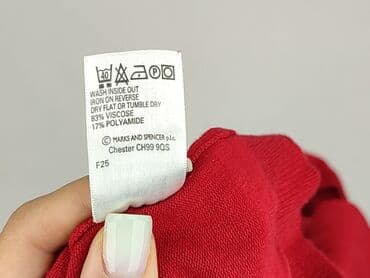 40 P
WASH INSIDE OUT
IRON ON REVERSE
DRY FLAT OR TUMBLE DRY
83% VISCOSE
17% POLYAMIDE
© MARKS AND SPENCER p.l.c.
Chester CH99 9QS
F25